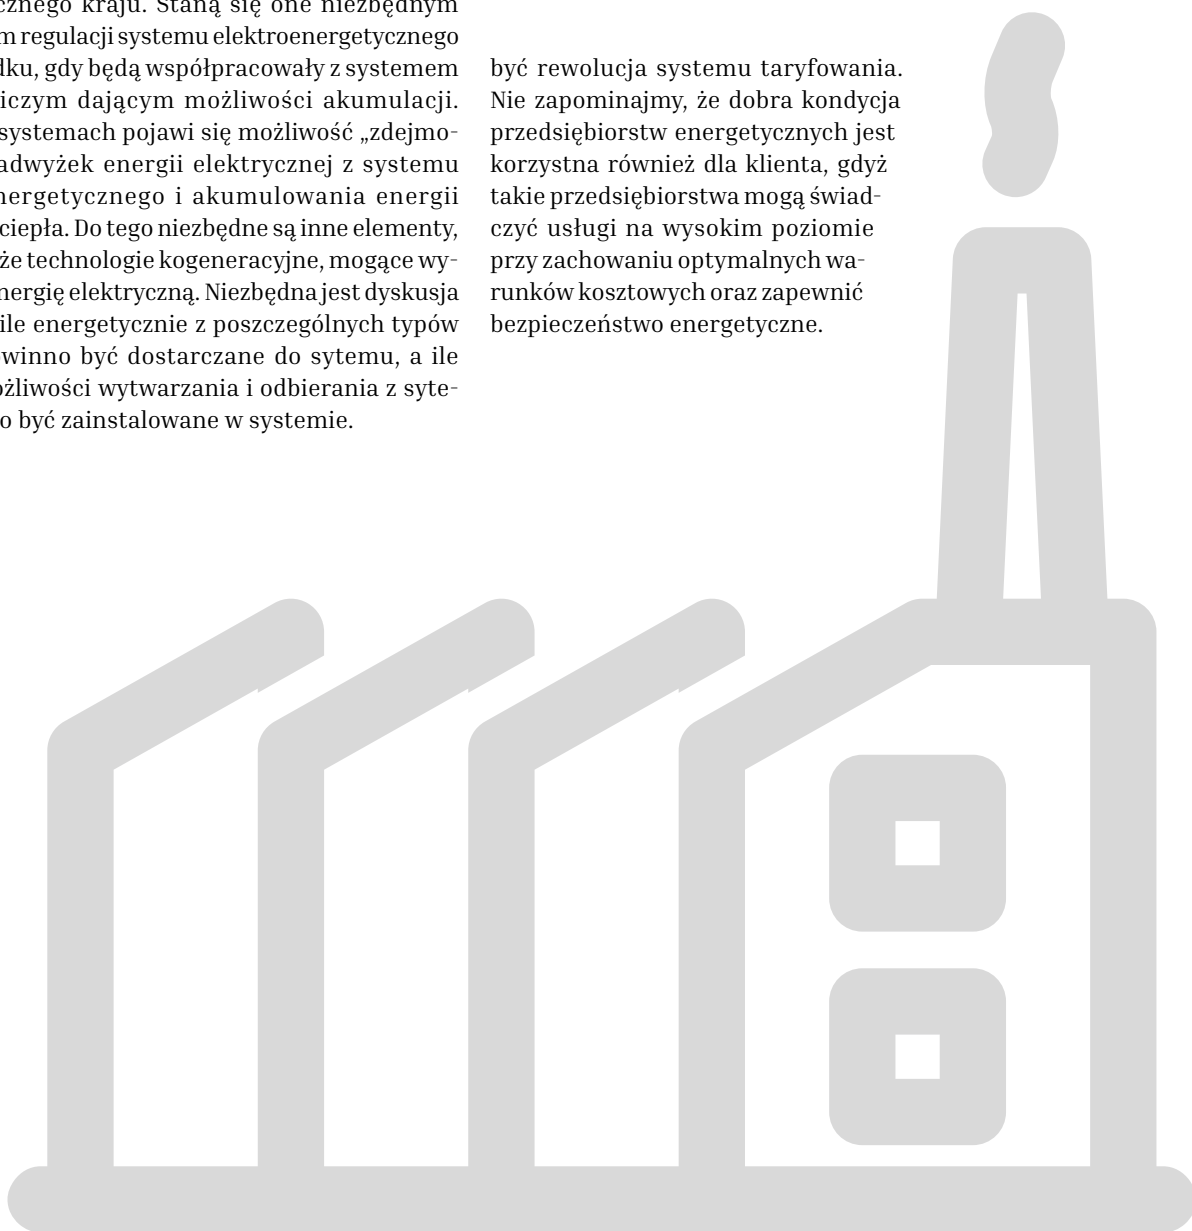 cznego kraju. Staną się one niezbędnym
m regulacji systemu elektroenergetycznego
dku, gdy będą współpracowały z systemem
iczym dającym możliwości akumulacji.
systemach pojawi się możliwość „zdejmo-
adwyżek energii elektrycznej z systemu
nergetycznego i akumulowania energii
ciepła. Do tego niezbędne są inne elementy,
że technologie kogeneracyjne, mogące wy-
nergię elektryczną. Niezbędna jest dyskusja
ile energetycznie z poszczególnych typów
owinno być dostarczane do sytemu, a ile
ożliwości wytwarzania i odbierania z syte-
o być zainstalowane w systemie.
być rewolucja systemu taryfowania.
Nie zapominajmy, że dobra kondycja
przedsiębiorstw energetycznych jest
korzystna również dla klienta, gdyż
takie przedsiębiorstwa mogą świad-
czyć usługi na wysokim poziomie
przy zachowaniu optymalnych wa-
runków kosztowych oraz zapewnić
bezpieczeństwo energetyczne.